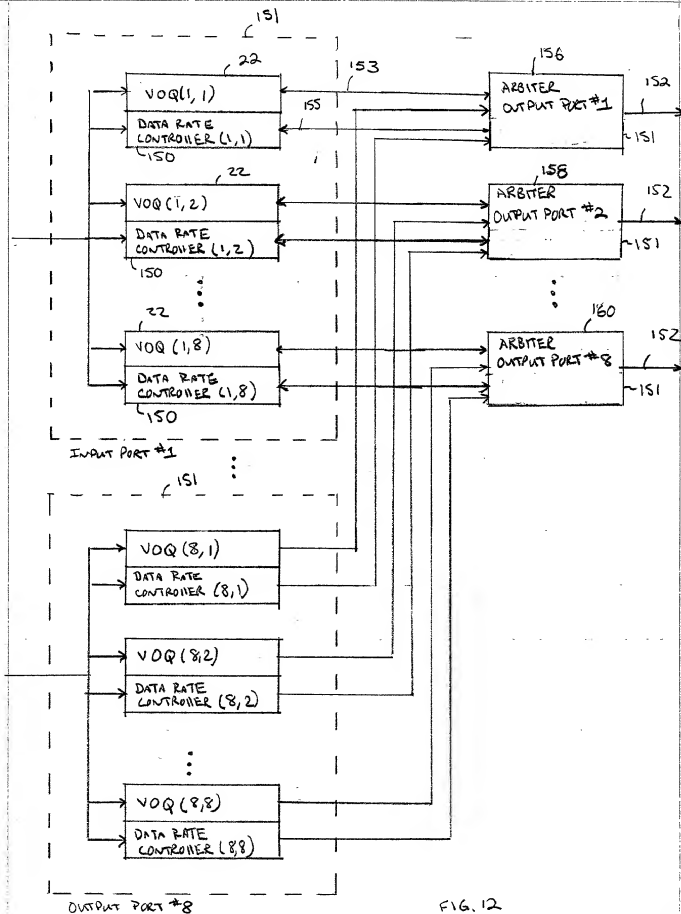 151
22
VOQ(1,1)
DATA RATE
CONTROLLER (1,1)
150
153
155
156
ARBITER
OUTPUT PORT #1
152
151
22
VOQ(1,2)
DATA RATE
CONTROLLER (1,2)
150
158
ARBITER
OUTPUT PORT #2
152
151
22
VOQ (1,8)
DATA RATE
CONTROLLER (1,8)
150
160
ARBITER
OUTPUT PORT #8
152
151
INPUT PORT #1
151
VOQ (8,1)
DATA RATE
CONTROLLER (8,1)
VOQ (8,2)
DATA RATE
CONTROLLER (8,2)
VOQ (8,8)
DATA RATE
CONTROLLER (8,8)
OUTPUT PORT #8
FIG. 12